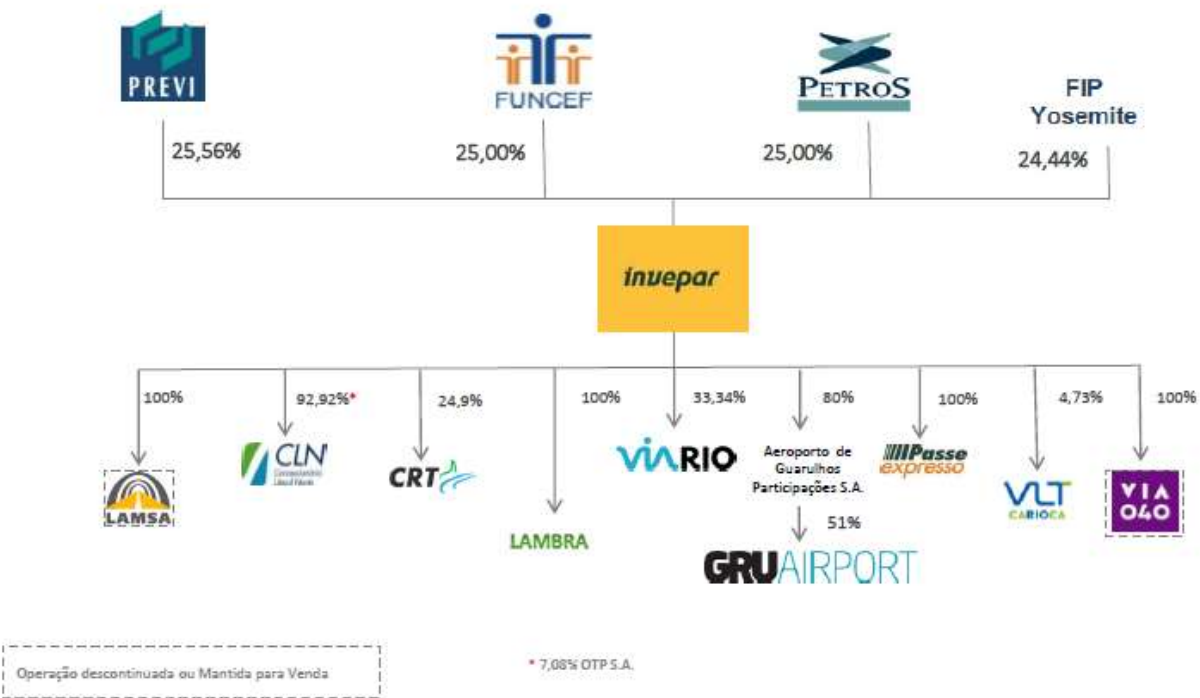 PREVI
FUNCEF
PETROS
FIP
Yosemite
25,56%
25,00%
25,00%
24,44%
invepar
100%
92,92%*
24,9%
100%
33,34%
80%
100%
4,73%
100%
LAMSA
CLN
CRT
LAMBRA
VIARIO
Aeroporto de
Guarulhos
Participações S.A.
51%
GRUAIRPORT
Passe
expresso
VLT
CARIOCA
VIA
040
Operação descontinuada ou Mantida para Venda
* 7,08% OTP S.A.